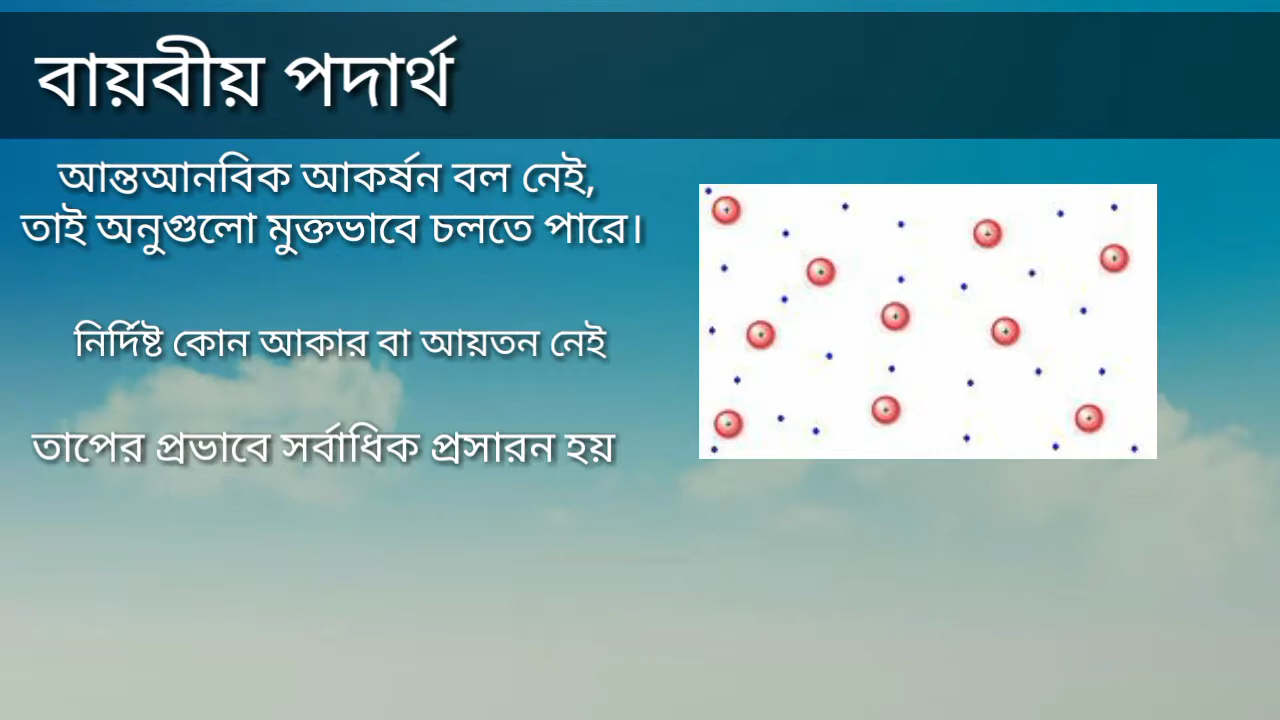 বায়বীয় পদার্থ
আন্তআনবিক আকর্ষন বল নেই,
তাই অনুগুলো মুক্তভাবে চলতে পারে।
নির্দিষ্ট কোন আকার বা আয়তন নেই
তাপের প্রভাবে সর্বাধিক প্রসারন হয়